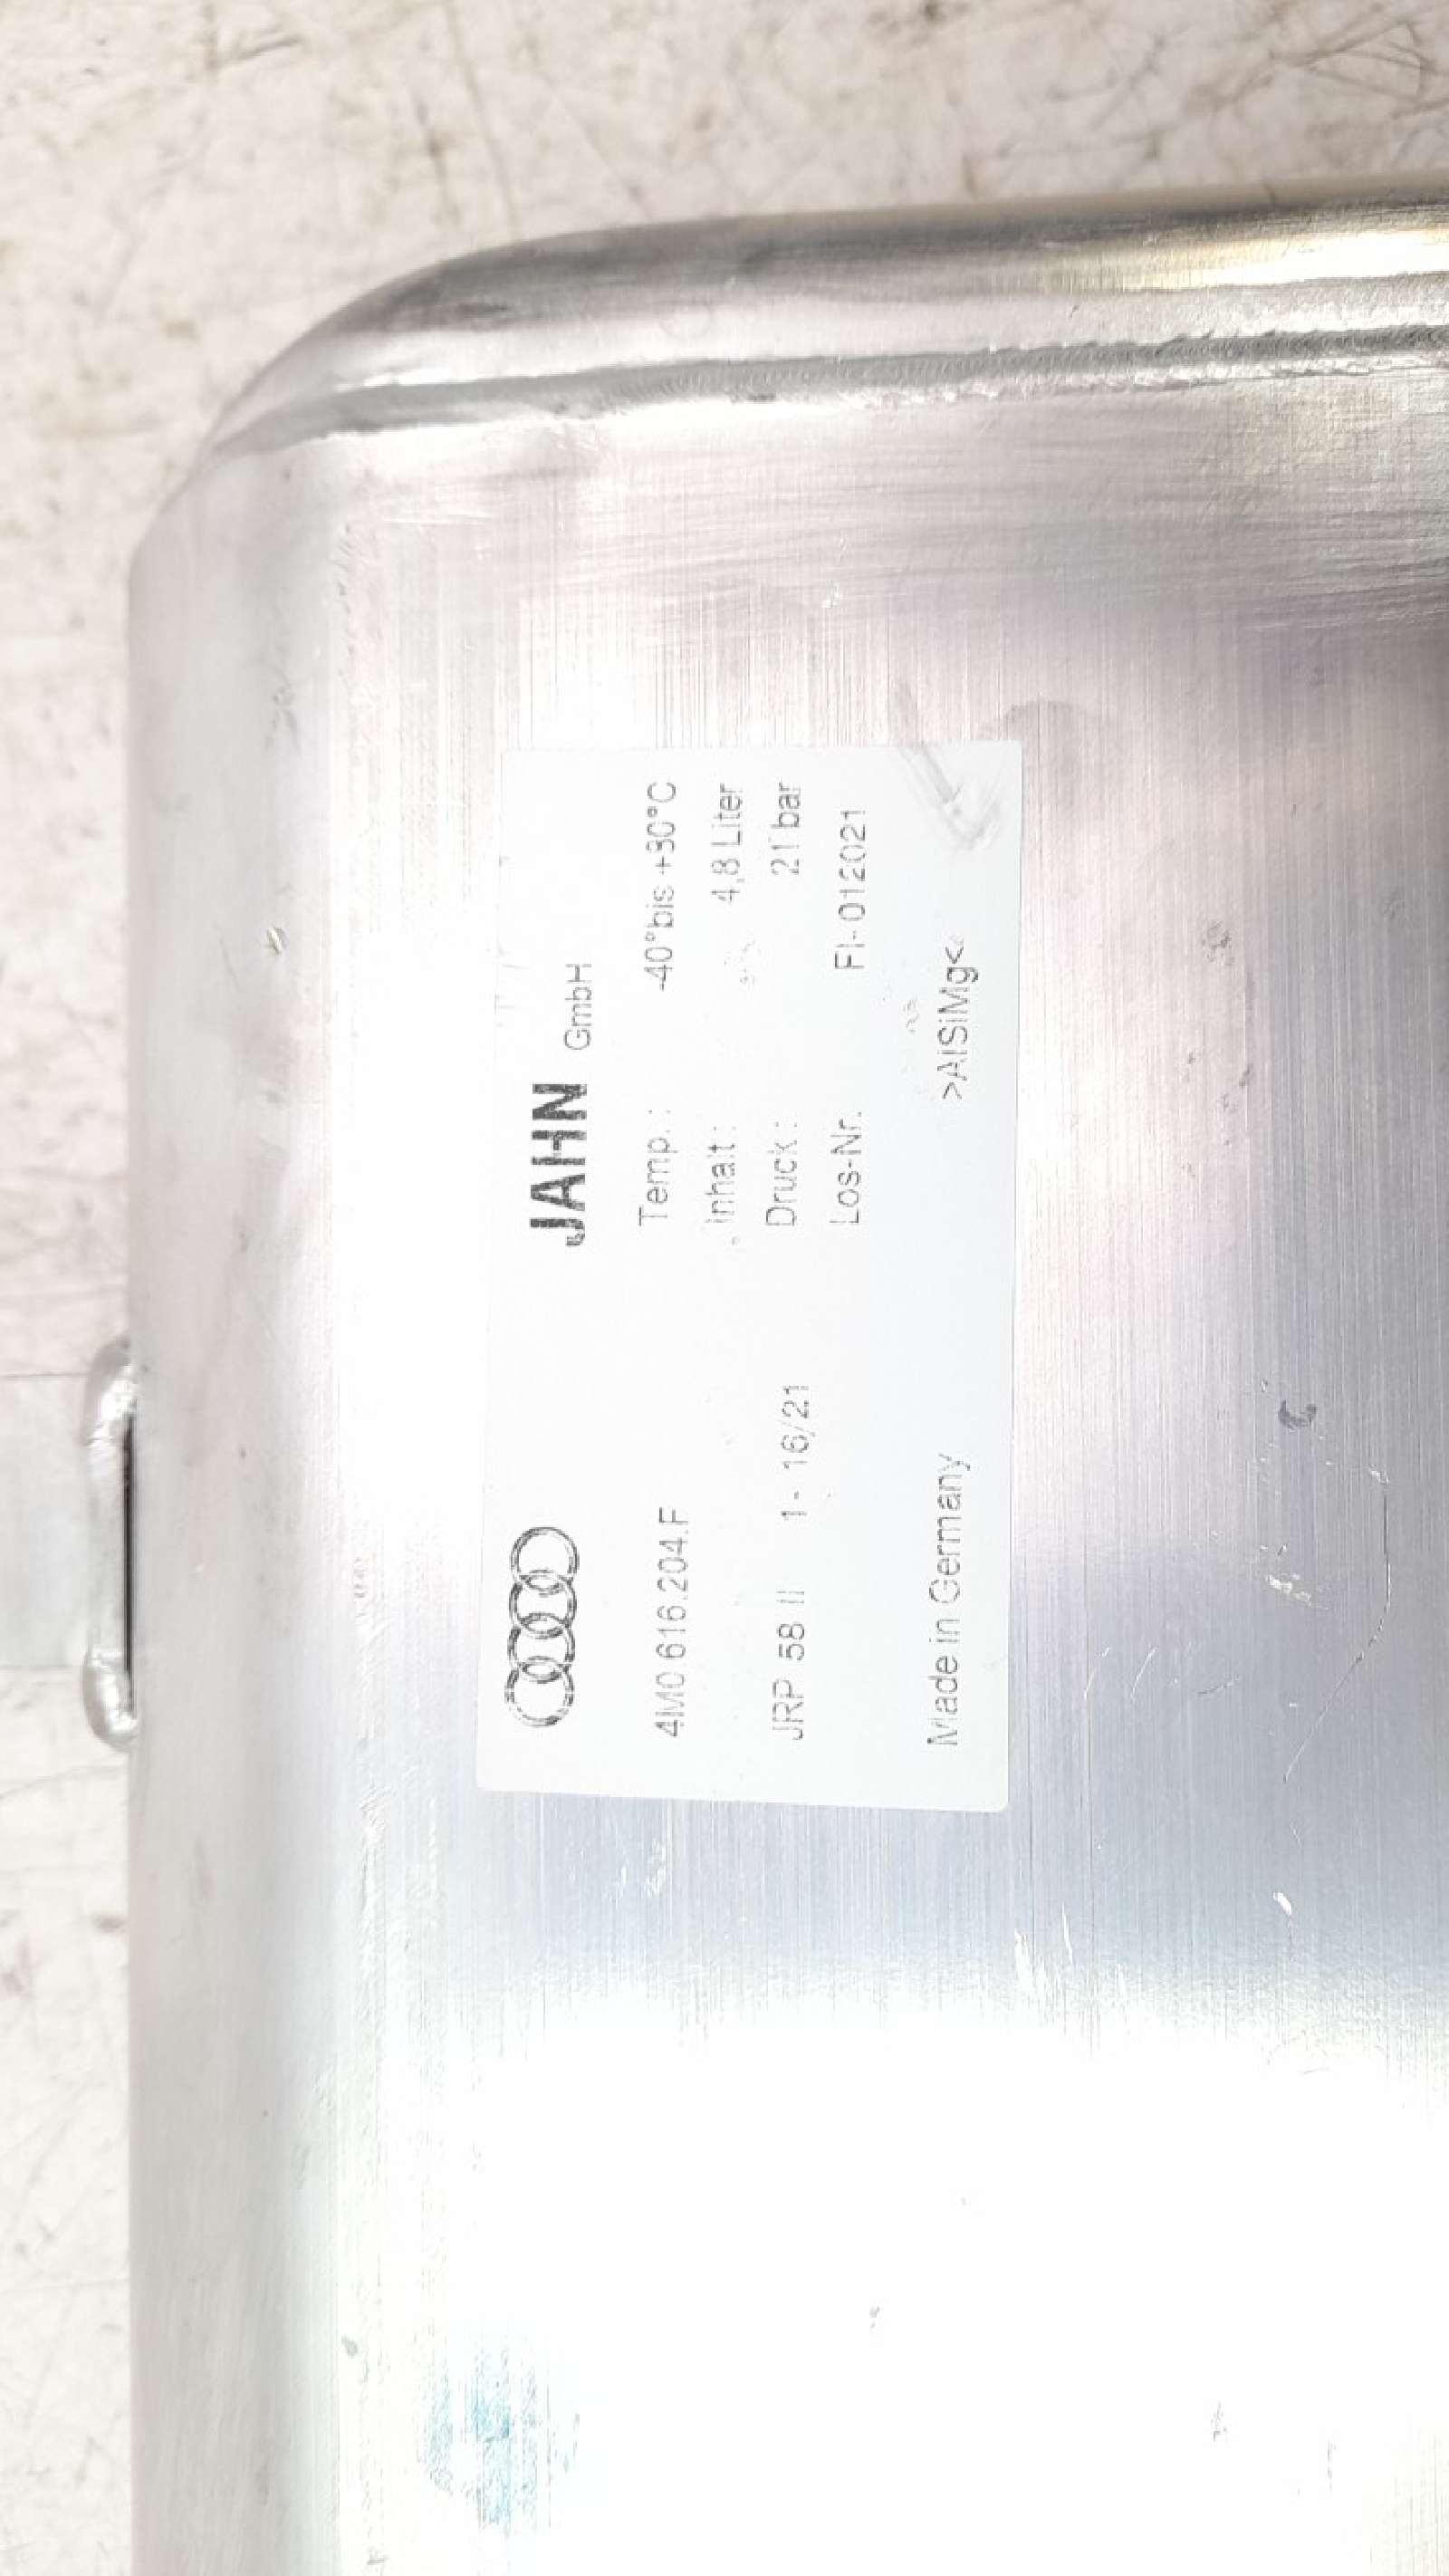 JAHN GmbH
4M0 616.204.F
Temp.: -40°bis +80°C
Inhalt: 4,8 Liter
JRP 58 II 1- 16/21
Druck: 21 bar
Los-Nr. FI-012021
Made in Germany >AlSiMg<